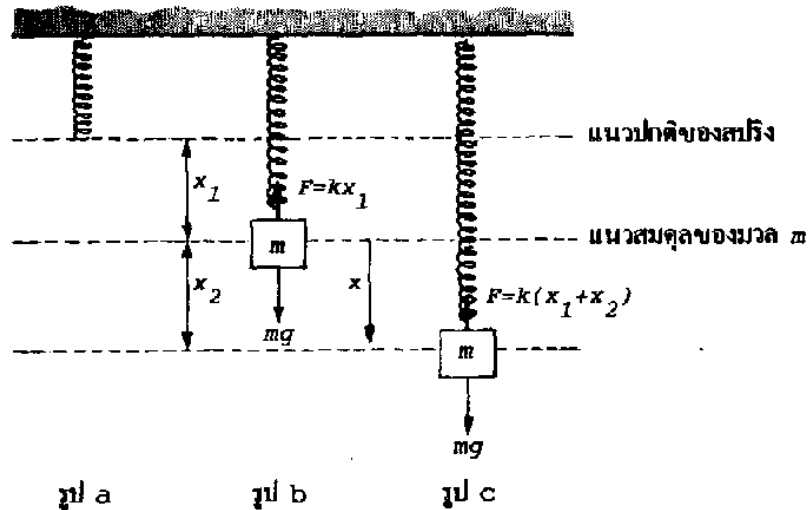 แนวปกติของสปริง
x₁
F=kx₁
m
แนวสมดุลของมวล m
x₂
x
mg
F=k(x₁+x₂)
m
mg
รูป a
รูป b
รูป c